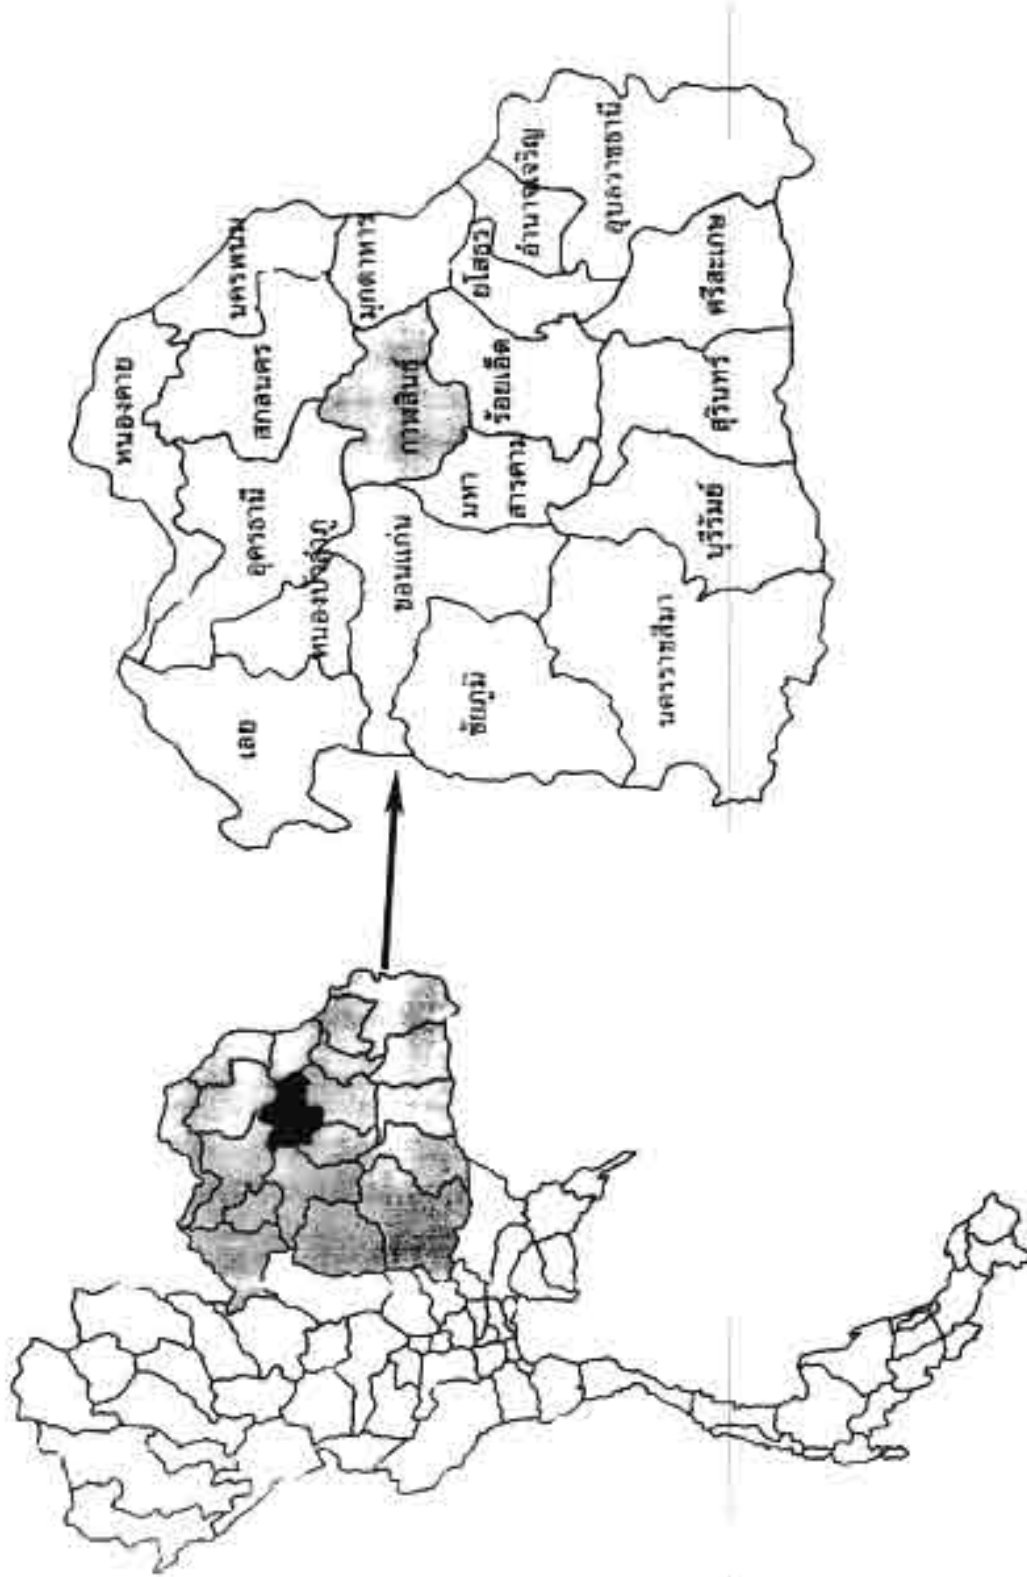 หนองคาย
นครพนม
สกลนคร
อุดรธานี
เลย
หนองบัวลำภู
มุกดาหาร
กาฬสินธุ์
ขอนแก่น
ชัยภูมิ
มหา
สารคาม
ร้อยเอ็ด
ยโสธร
อำนาจเจริญ
อุบลราชธานี
ศรีสะเกษ
สุรินทร์
บุรีรัมย์
นครราชสีมา